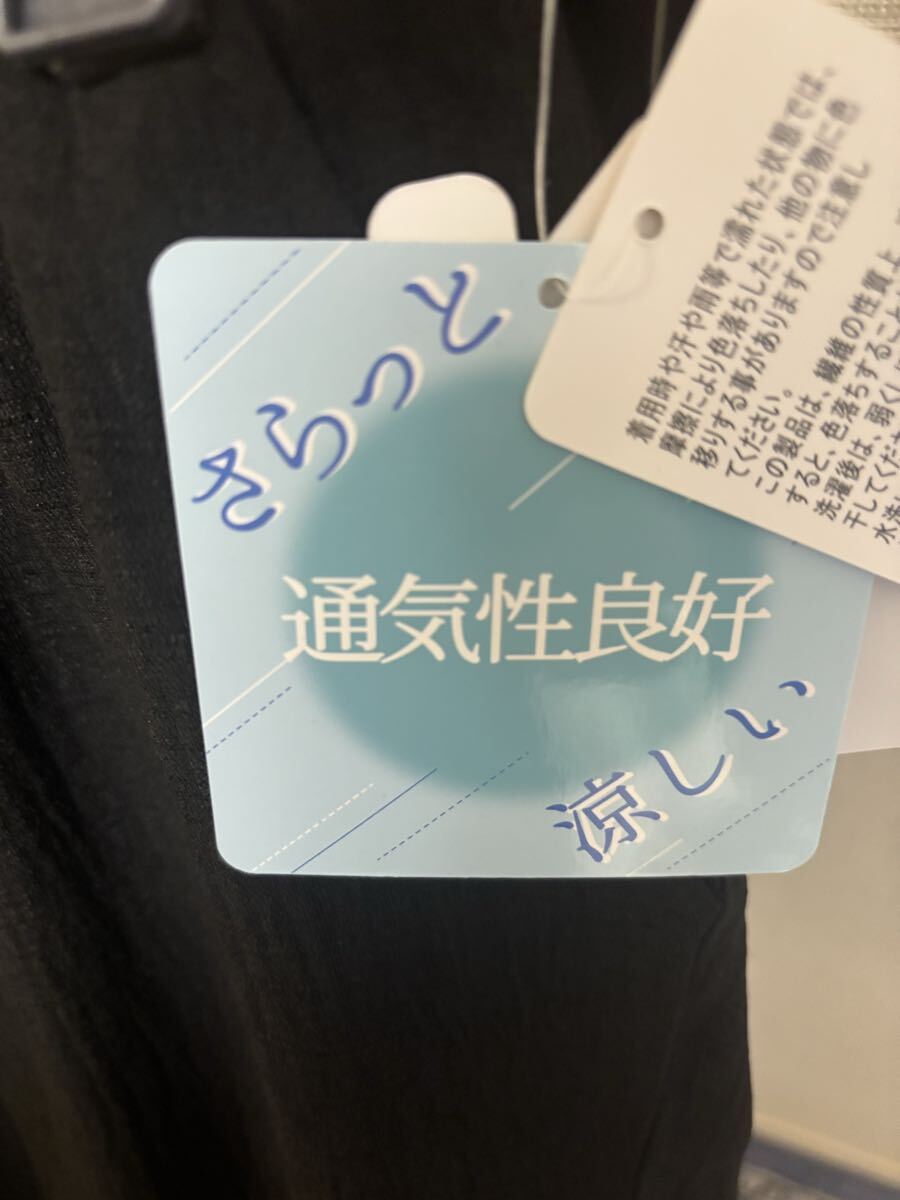 さらっと
通気性良好
涼しい
着用時や汗や雨等で濡れた状態では、
摩擦により色落ちしたり、他の物に色
移りする事がありますので注意し
てください。
この製品は、繊維の性質上、
すると、色落ちすること
洗濯後は、弱く
干してくださ
水洗